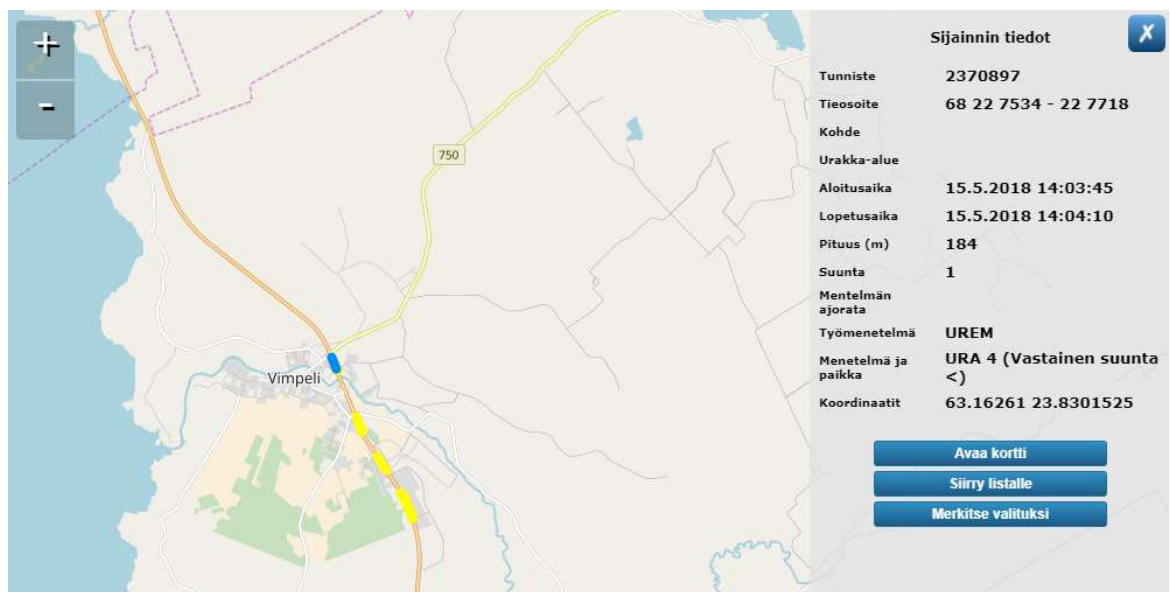 +
-
750
Vimpeli
Sijainnin tiedot
X
Tunniste 2370897
Tieosoite 68 22 7534 - 22 7718
Kohde
Urakka-alue
Aloitusaika 15.5.2018 14:03:45
Lopetusaika 15.5.2018 14:04:10
Pituus (m) 184
Suunta 1
Mentelmän
ajorata
Työmenetelmä UREM
Menetelmä ja URA 4 (Vastainen suunta
paikka <)
Koordinaatit 63.16261 23.8301525
Avaa kortti
Siirry listalle
Merkitse valituksi